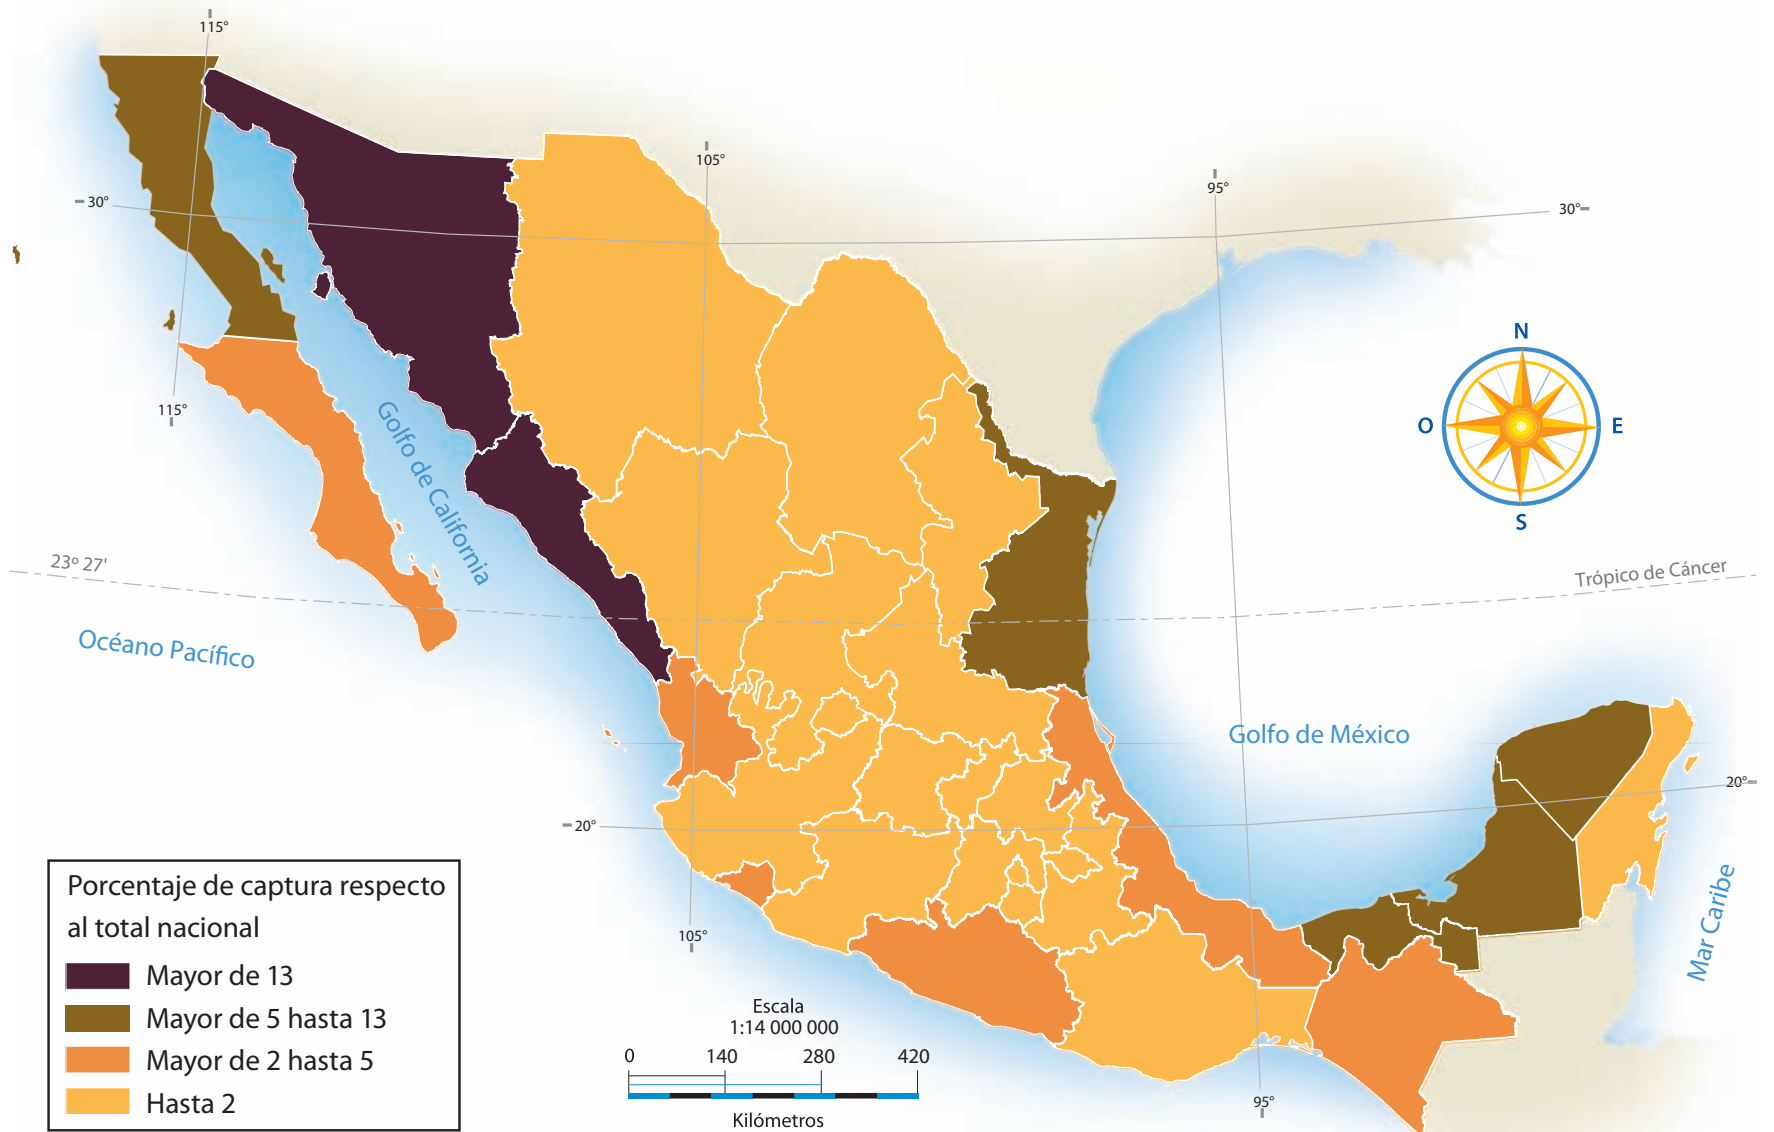 115°
105°
95°
30°
30°
N
O
E
S
115°
Golfo de California
23º 27'
Trópico de Cáncer
Océano Pacífico
Golfo de México
20°
20°
Mar Caribe
105°
95°
Porcentaje de captura respecto
al total nacional
Mayor de 13
Mayor de 5 hasta 13
Mayor de 2 hasta 5
Hasta 2
Escala
1:14 000 000
0 140 280 420
Kilómetros